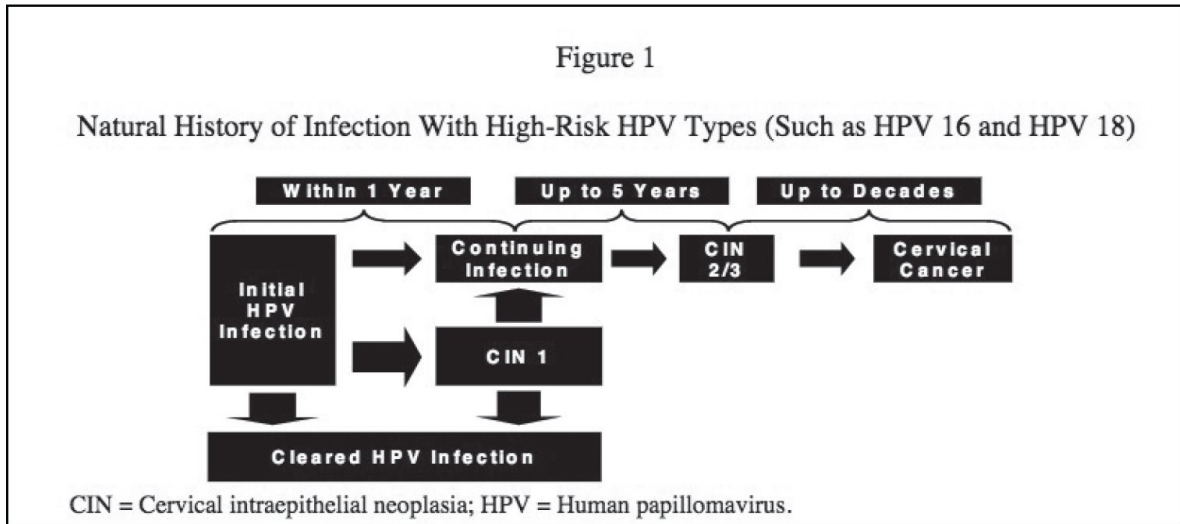 Figure 1
Natural History of Infection With High-Risk HPV Types (Such as HPV 16 and HPV 18)
Within 1 Year
Up to 5 Years
Up to Decades
Initial
HPV
Infection
Continuing
Infection
CIN
2/3
Cervical
Cancer
CIN 1
Cleared HPV Infection
CIN = Cervical intraepithelial neoplasia; HPV = Human papillomavirus.